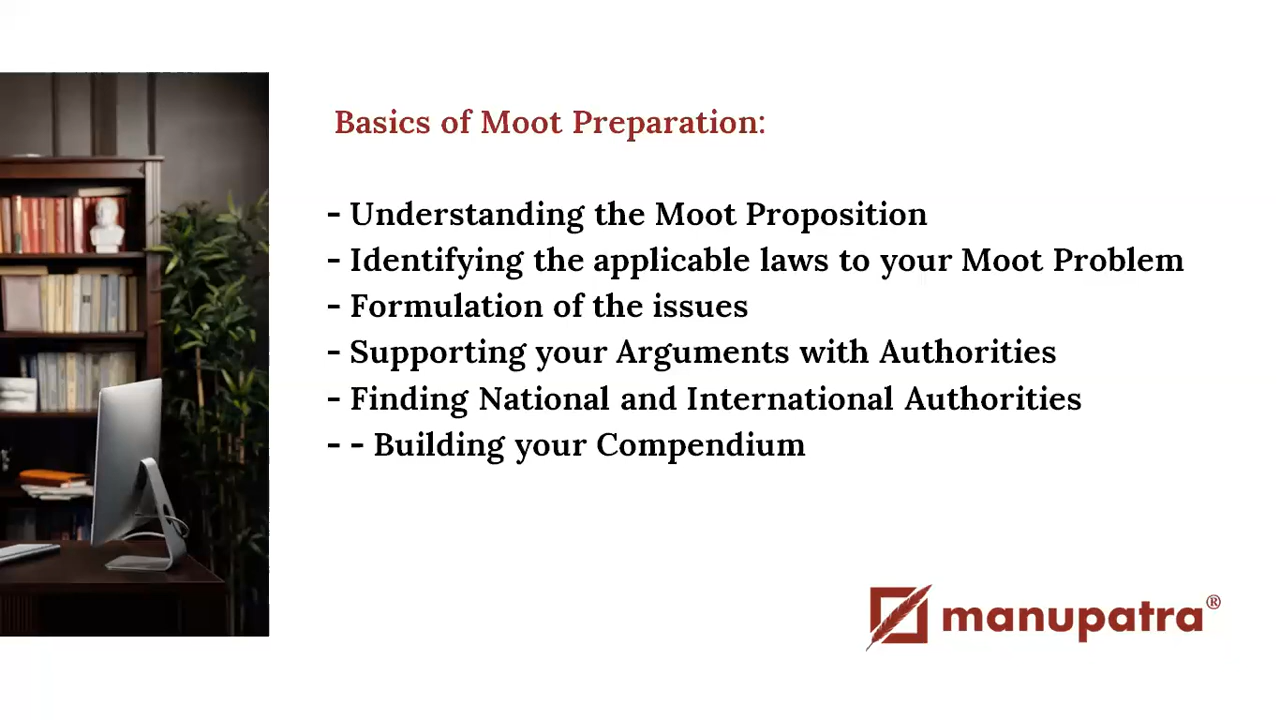 Basics of Moot Preparation:
- Understanding the Moot Proposition
- Identifying the applicable laws to your Moot Problem
- Formulation of the issues
- Supporting your Arguments with Authorities
- Finding National and International Authorities
- - Building your Compendium
manupatra®